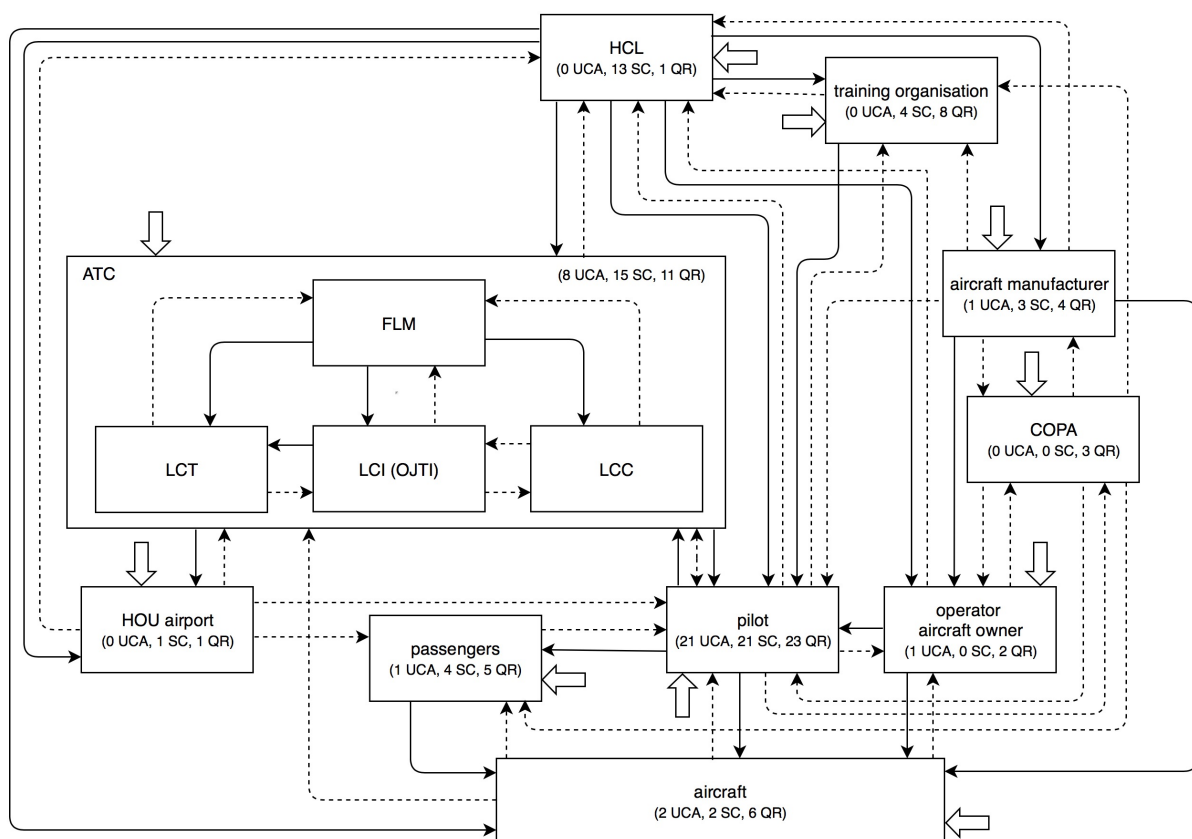 HCL
(0 UCA, 13 SC, 1 QR)
training organisation
(0 UCA, 4 SC, 8 QR)
ATC
(8 UCA, 15 SC, 11 QR)
aircraft manufacturer
(1 UCA, 3 SC, 4 QR)
FLM
COPA
(0 UCA, 0 SC, 3 QR)
LCT
LCI (OJTI)
LCC
HOU airport
(0 UCA, 1 SC, 1 QR)
passengers
(1 UCA, 4 SC, 5 QR)
pilot
(21 UCA, 21 SC, 23 QR)
operator
aircraft owner
(1 UCA, 0 SC, 2 QR)
aircraft
(2 UCA, 2 SC, 6 QR)